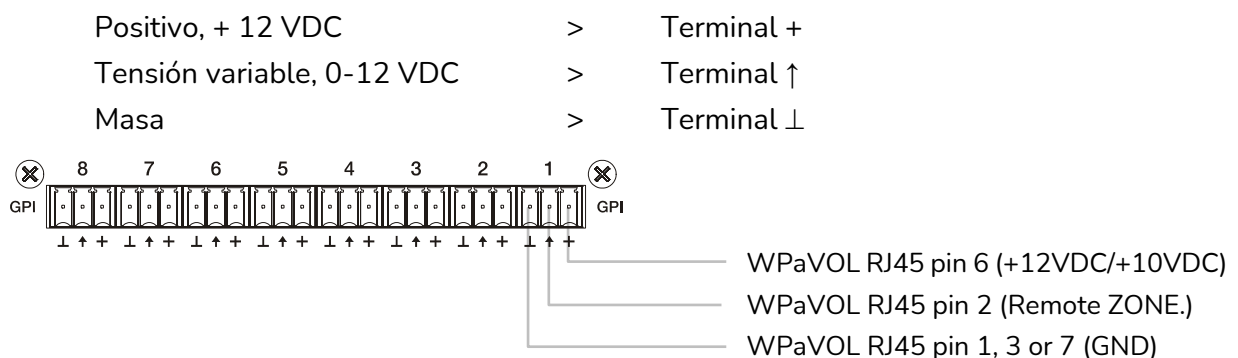 Positivo, + 12 VDC > Terminal +
Tensión variable, 0-12 VDC > Terminal ↑
Masa > Terminal ⊥
8 7 6 5 4 3 2 1
GPI GPI
⊥ ↑ + ⊥ ↑ + ⊥ ↑ + ⊥ ↑ + ⊥ ↑ + ⊥ ↑ + ⊥ ↑ + ⊥ ↑ +
WPaVOL RJ45 pin 6 (+12VDC/+10VDC)
WPaVOL RJ45 pin 2 (Remote ZONE.)
WPaVOL RJ45 pin 1, 3 or 7 (GND)